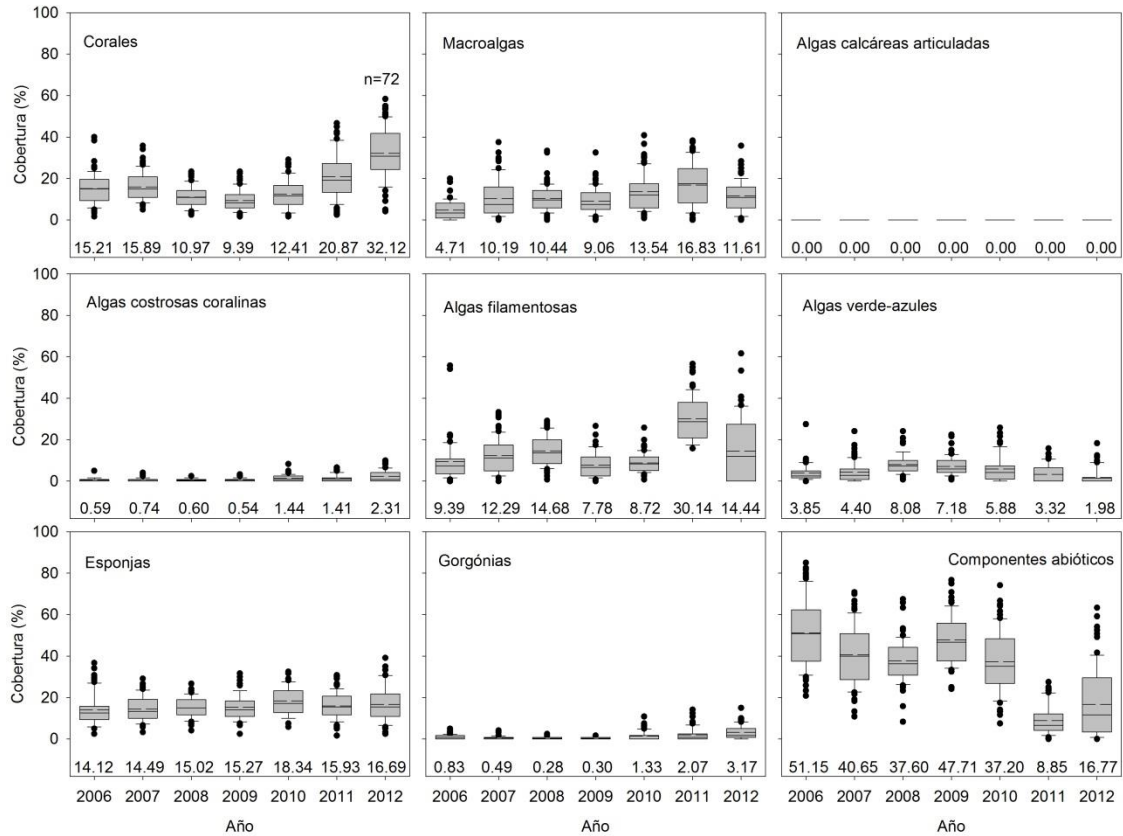 100
80
60
40
20
0
Cobertura (%)
Corales
n=72
15.21 15.89 10.97 9.39 12.41 20.87 32.12
Macroalgas
4.71 10.19 10.44 9.06 13.54 16.83 11.61
Algas calcáreas articuladas
0.00 0.00 0.00 0.00 0.00 0.00 0.00
100
80
60
40
20
0
Cobertura (%)
Algas costrosas coralinas
0.59 0.74 0.60 0.54 1.44 1.41 2.31
Algas filamentosas
9.39 12.29 14.68 7.78 8.72 30.14 14.44
Algas verde-azules
3.85 4.40 8.08 7.18 5.88 3.32 1.98
100
80
60
40
20
0
Cobertura (%)
Esponjas
14.12 14.49 15.02 15.27 18.34 15.93 16.69
Gorgónias
0.83 0.49 0.28 0.30 1.33 2.07 3.17
Componentes abióticos
51.15 40.65 37.60 47.71 37.20 8.85 16.77
2006 2007 2008 2009 2010 2011 2012
2006 2007 2008 2009 2010 2011 2012
2006 2007 2008 2009 2010 2011 2012
Año
Año
Año